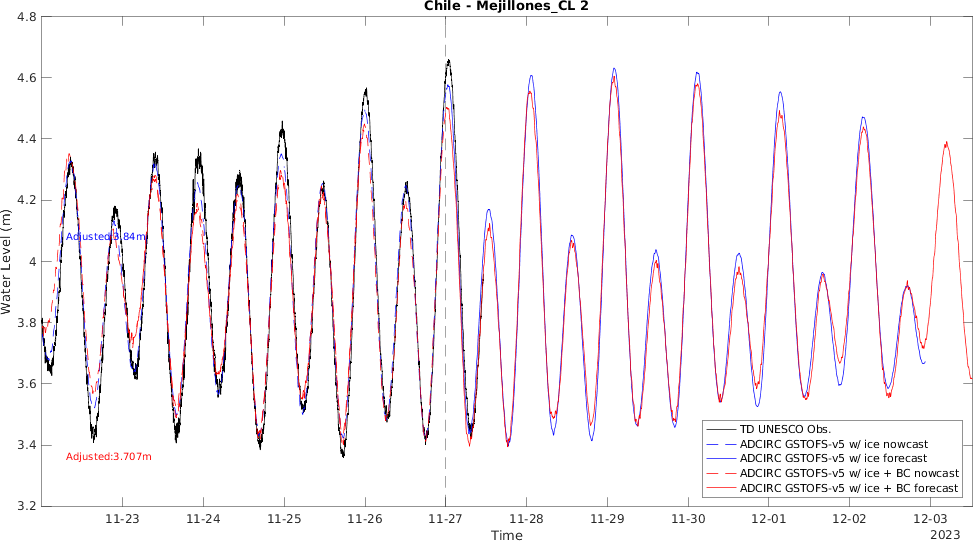 Chile - Mejillones_CL 2
4.8
4.6
4.4
4.2
4
3.8
3.6
3.4
3.2
Water Level (m)
Adjusted:3.84m
Adjusted:3.707m
TD UNESCO Obs.
ADCIRC GSTOFS-v5 w/ ice nowcast
ADCIRC GSTOFS-v5 w/ ice forecast
ADCIRC GSTOFS-v5 w/ ice + BC nowcast
ADCIRC GSTOFS-v5 w/ ice + BC forecast
11-23 11-24 11-25 11-26 11-27 11-28 11-29 11-30 12-01 12-02 12-03
Time
2023